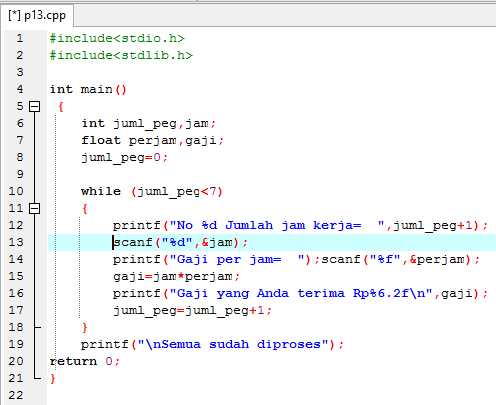 [*] p13.cpp
1 #include<stdio.h>
2 #include<stdlib.h>
3
4 int main()
5 {
6 int juml_peg,jam;
7 float perjam,gaji;
8 juml_peg=0;
9
10 while (juml_peg<7)
11 {
12 printf("No %d Jumlah jam kerja=  ",juml_peg+1);
13 scanf("%d",&jam);
14 printf("Gaji per jam=  ");scanf("%f",&perjam);
15 gaji=jam*perjam;
16 printf("Gaji yang Anda terima Rp%6.2f\n",gaji);
17 juml_peg=juml_peg+1;
18 }
19 printf("\nSemua sudah diproses");
20 return 0;
21 }
22